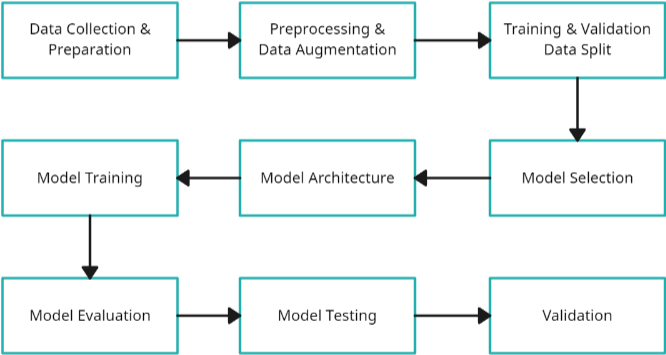 Data Collection &
Preparation
Preprocessing &
Data Augmentation
Training & Validation
Data Split
Model Selection
Model Architecture
Model Training
Model Evaluation
Model Testing
Validation